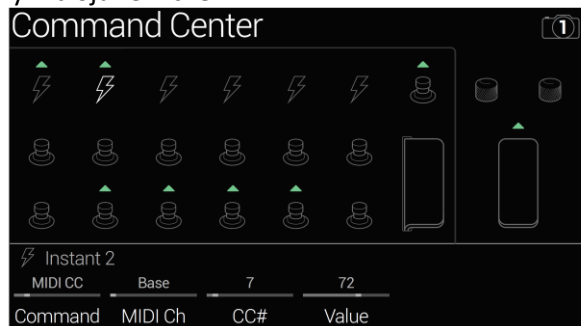 Command Center
1
Instant 2
MIDI CC Base 7 72
Command MIDI Ch CC# Value